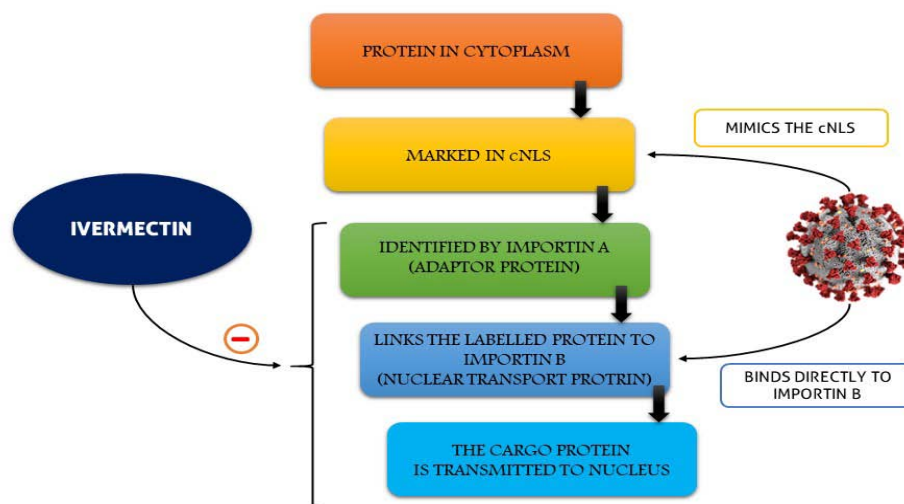 PROTEIN IN CYTOPLASM
MIMICS THE cNLS
MARKED IN cNLS
IVERMECTIN
IDENTIFIED BY IMPORTIN A
(ADAPTOR PROTEIN)
LINKS THE LABELLED PROTEIN TO
IMPORTIN B
(NUCLEAR TRANSPORT PROTRIN)
BINDS DIRECTLY TO
IMPORTIN B
THE CARGO PROTEIN
IS TRANSMITTED TO NUCLEUS